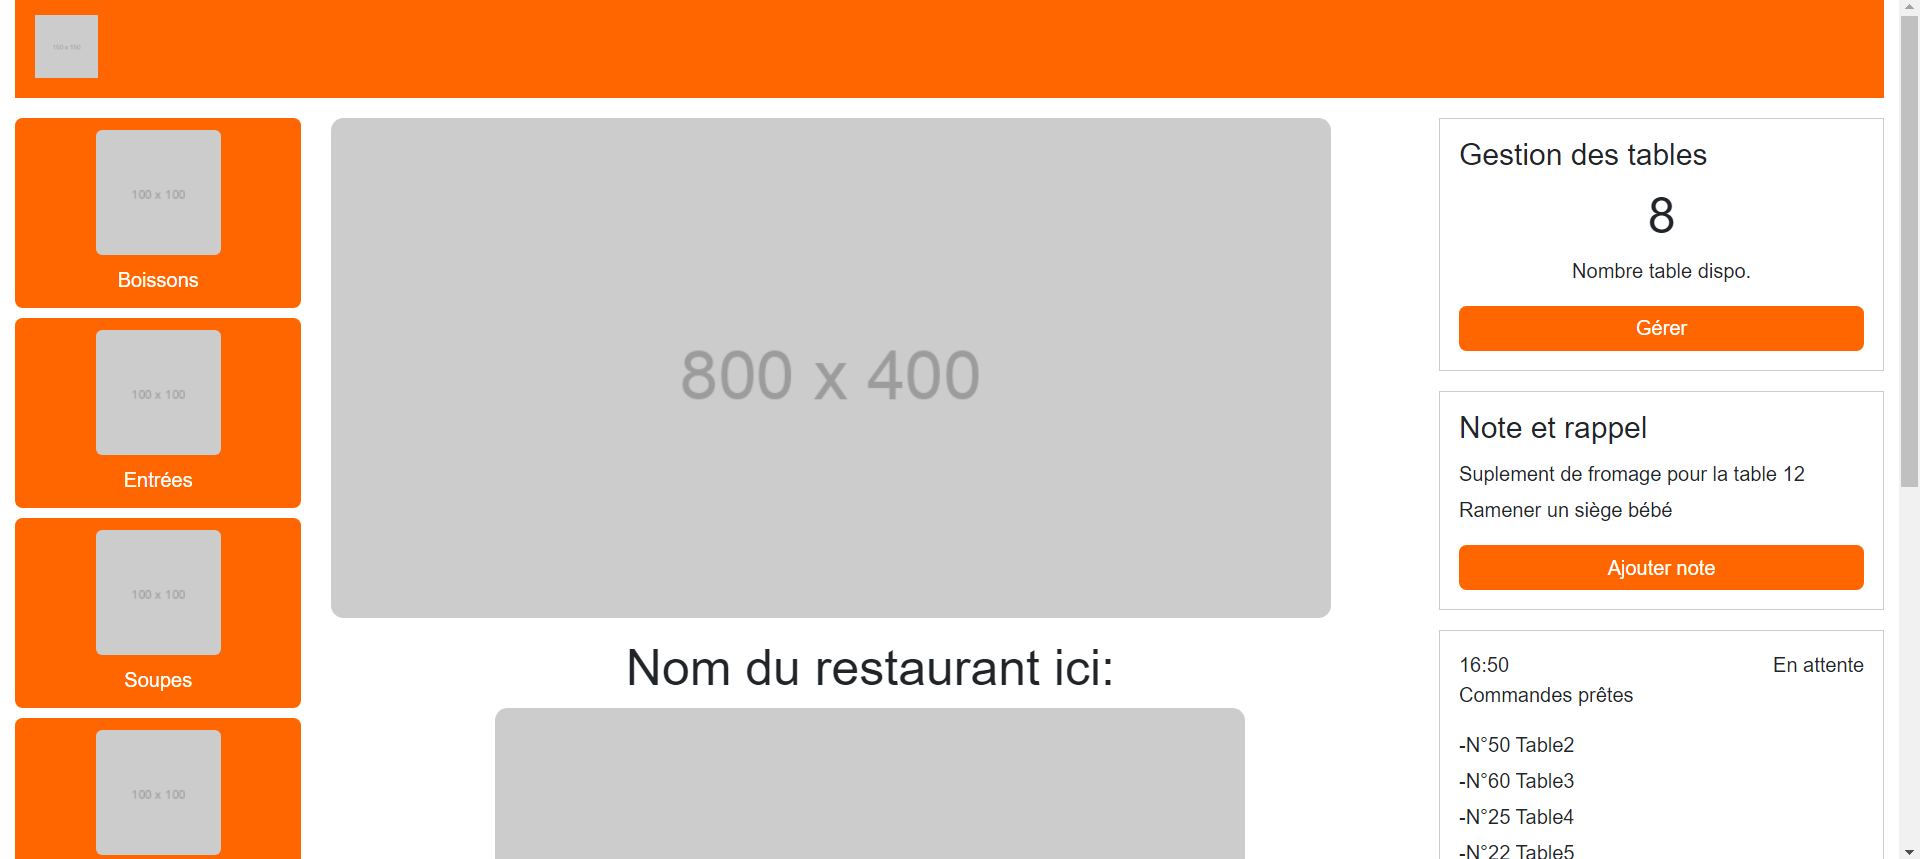 150 x 150
100 x 100
Boissons
100 x 100
Entrées
100 x 100
Soupes
100 x 100
800 x 400
Nom du restaurant ici:
Gestion des tables
8
Nombre table dispo.
Gérer
Note et rappel
Suplement de fromage pour la table 12
Ramener un siège bébé
Ajouter note
16:50 En attente
Commandes prêtes
-N°50 Table2
-N°60 Table3
-N°25 Table4
-N°22 Table5